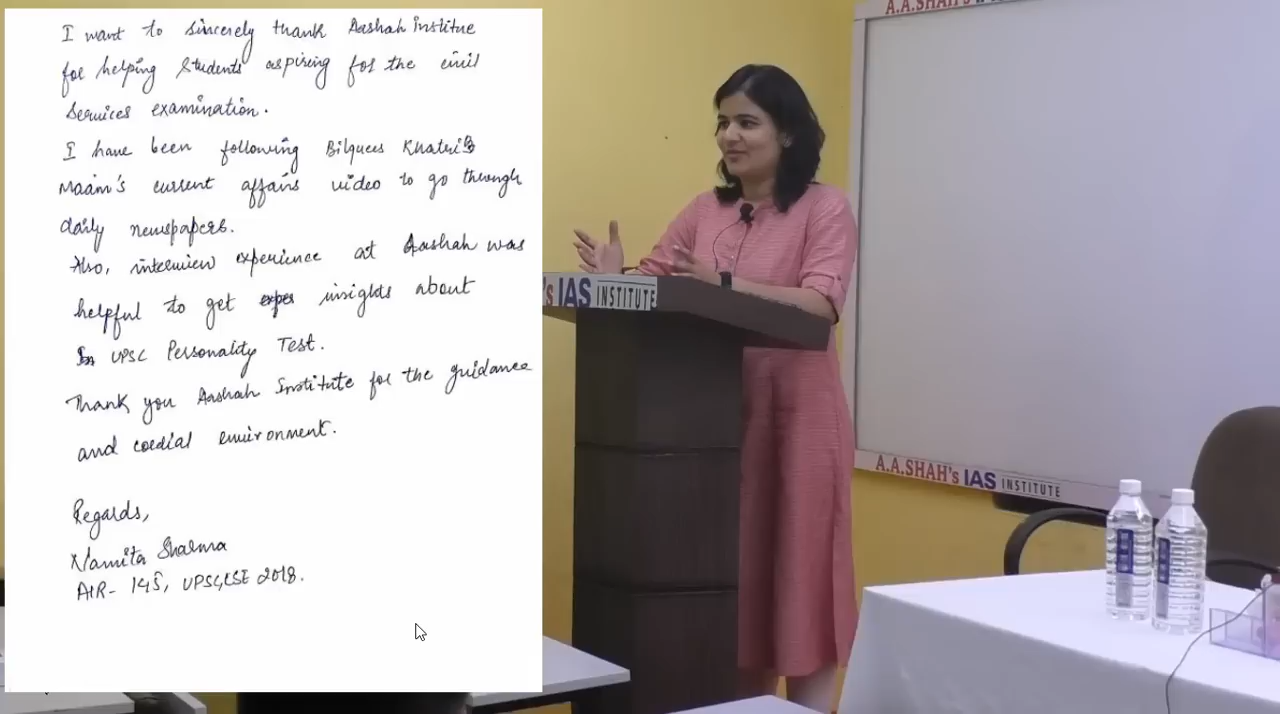 I want to sincerely thank Aashah Institue
for helping students aspiring for the civil
services examination.
I have been following Bilquees Khatri's
Maam's current affairs video to go through
daily newspapers.
Also, interview experience at Aashah was
helpful to get insights about
UPSC Personality Test.
Thank you Aashah Institute for the guidance
and cordial environment.
Regards,
Namita Sharma
AIR- 145, UPSC, CSE 2018.
A.A.SHAH's
's IAS INSTITUTE
A.A.SHAH's IAS INSTITUTE